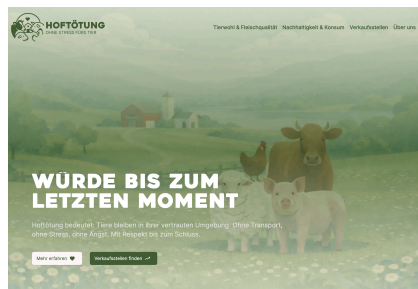 HOFTÖTUNG
OHNE STRESS FÜRS TIER
Tierwohl & Fleischqualität Nachhaltigkeit & Konsum Verkaufsstellen Über uns
WÜRDE BIS ZUM
LETZTEN MOMENT
Hoftötung bedeutet: Tiere bleiben in ihrer vertrauten Umgebung. Ohne Transport,
ohne Stress, ohne Angst. Mit Respekt bis zum Schluss.
Mehr erfahren
Verkaufsstellen finden